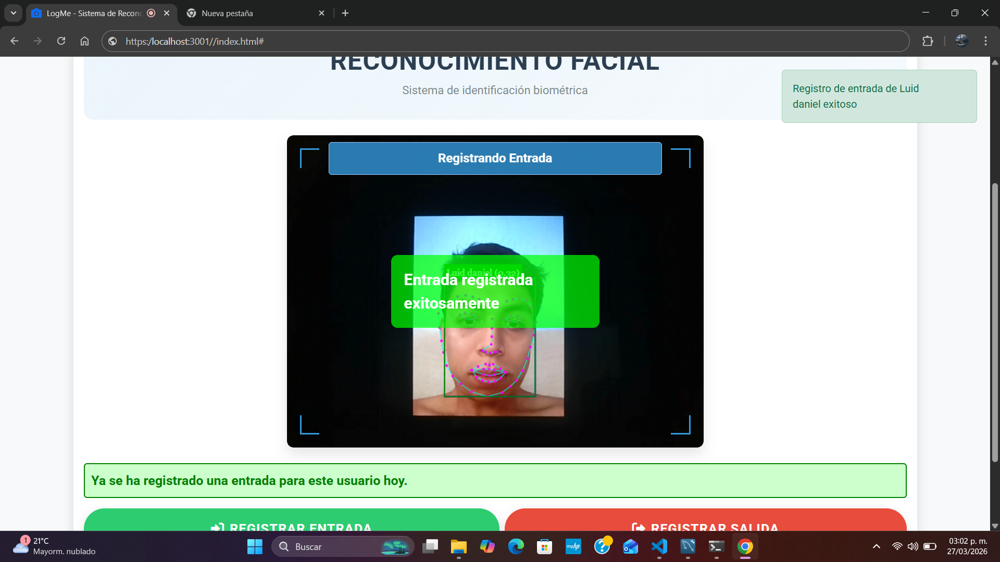 LogMe - Sistema de Recono
Nueva pestaña
https:/localhost:3001//index.html#
RECONOCIMIENTO FACIAL
Sistema de identificación biométrica
Registro de entrada de Luid
daniel exitoso
Registrando Entrada
Luid daniel (0.32)
Entrada registrada
exitosamente
Ya se ha registrado una entrada para este usuario hoy.
REGISTRAR ENTRADA
REGISTRAR SALIDA
1
21°C
Mayorm. nublado
Buscar
myhp
03:02 p. m.
27/03/2026